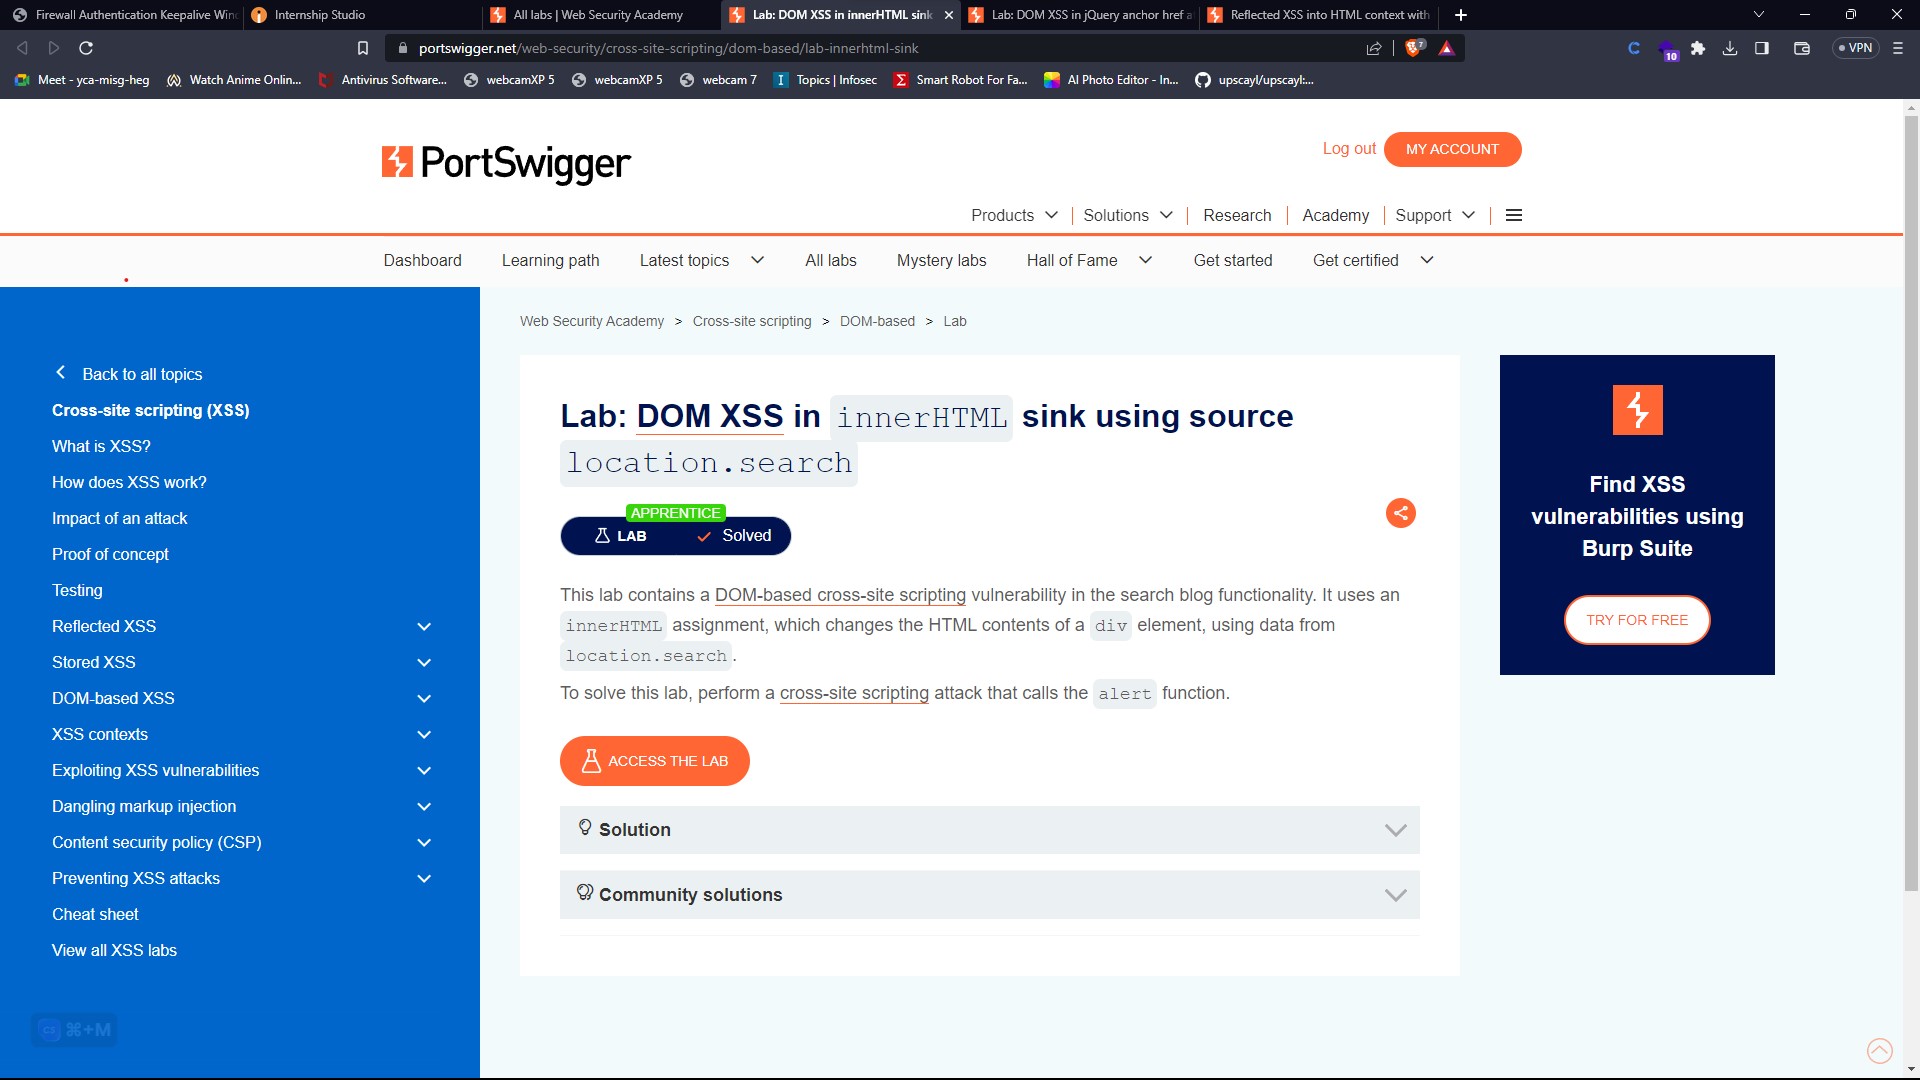 Firewall Authentication Keepalive Win
Internship Studio
All labs | Web Security Academy
Lab: DOM XSS in innerHTML sink
Lab: DOM XSS in jQuery anchor href a
Reflected XSS into HTML context with
portswigger.net/web-security/cross-site-scripting/dom-based/lab-innerhtml-sink
7
10
VPN
Meet - yca-misg-heg
Watch Anime Onlin...
Antivirus Software...
webcamXP 5
webcamXP 5
webcam 7
Topics | Infosec
Smart Robot For Fa...
AI Photo Editor - In...
upscayl/upscayl:...
PortSwigger
Log out
MY ACCOUNT
Products
Solutions
Research
Academy
Support
Dashboard
Learning path
Latest topics
All labs
Mystery labs
Hall of Fame
Get started
Get certified
Web Security Academy > Cross-site scripting > DOM-based > Lab
Back to all topics
Cross-site scripting (XSS)
What is XSS?
How does XSS work?
Impact of an attack
Proof of concept
Testing
Reflected XSS
Stored XSS
DOM-based XSS
XSS contexts
Exploiting XSS vulnerabilities
Dangling markup injection
Content security policy (CSP)
Preventing XSS attacks
Cheat sheet
View all XSS labs
⌘+M
Lab: DOM XSS in innerHTML sink using source
location.search
APPRENTICE
LAB
Solved
This lab contains a DOM-based cross-site scripting vulnerability in the search blog functionality. It uses an
innerHTML assignment, which changes the HTML contents of a div element, using data from
location.search.
To solve this lab, perform a cross-site scripting attack that calls the alert function.
ACCESS THE LAB
Solution
Community solutions
Find XSS
vulnerabilities using
Burp Suite
TRY FOR FREE